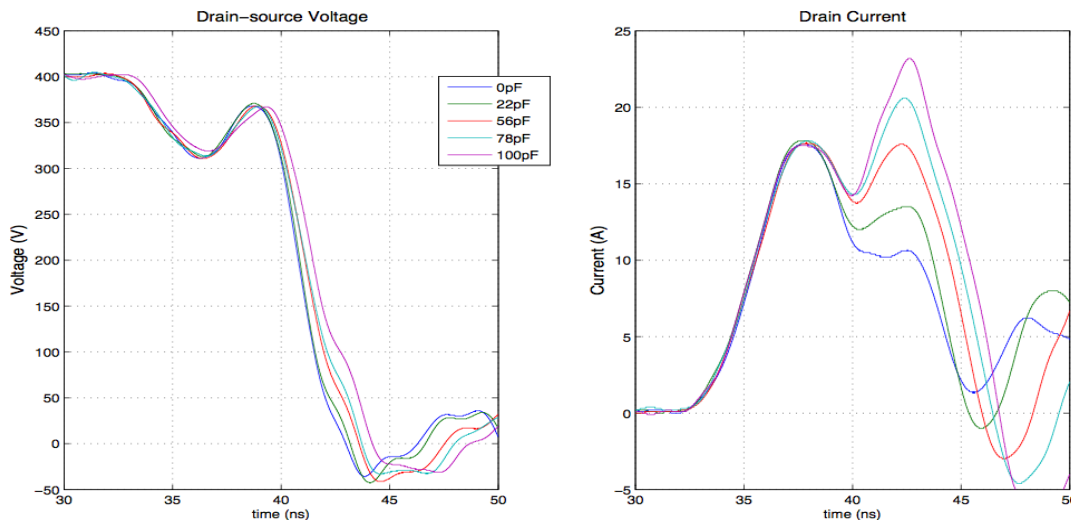 Drain-source Voltage
Voltage (V)
450
400
350
300
250
200
150
100
50
0
-50
30
35
40
45
50
time (ns)
0pF
22pF
56pF
78pF
100pF
Drain Current
Current (A)
25
20
15
10
5
0
-5
30
35
40
45
50
time (ns)